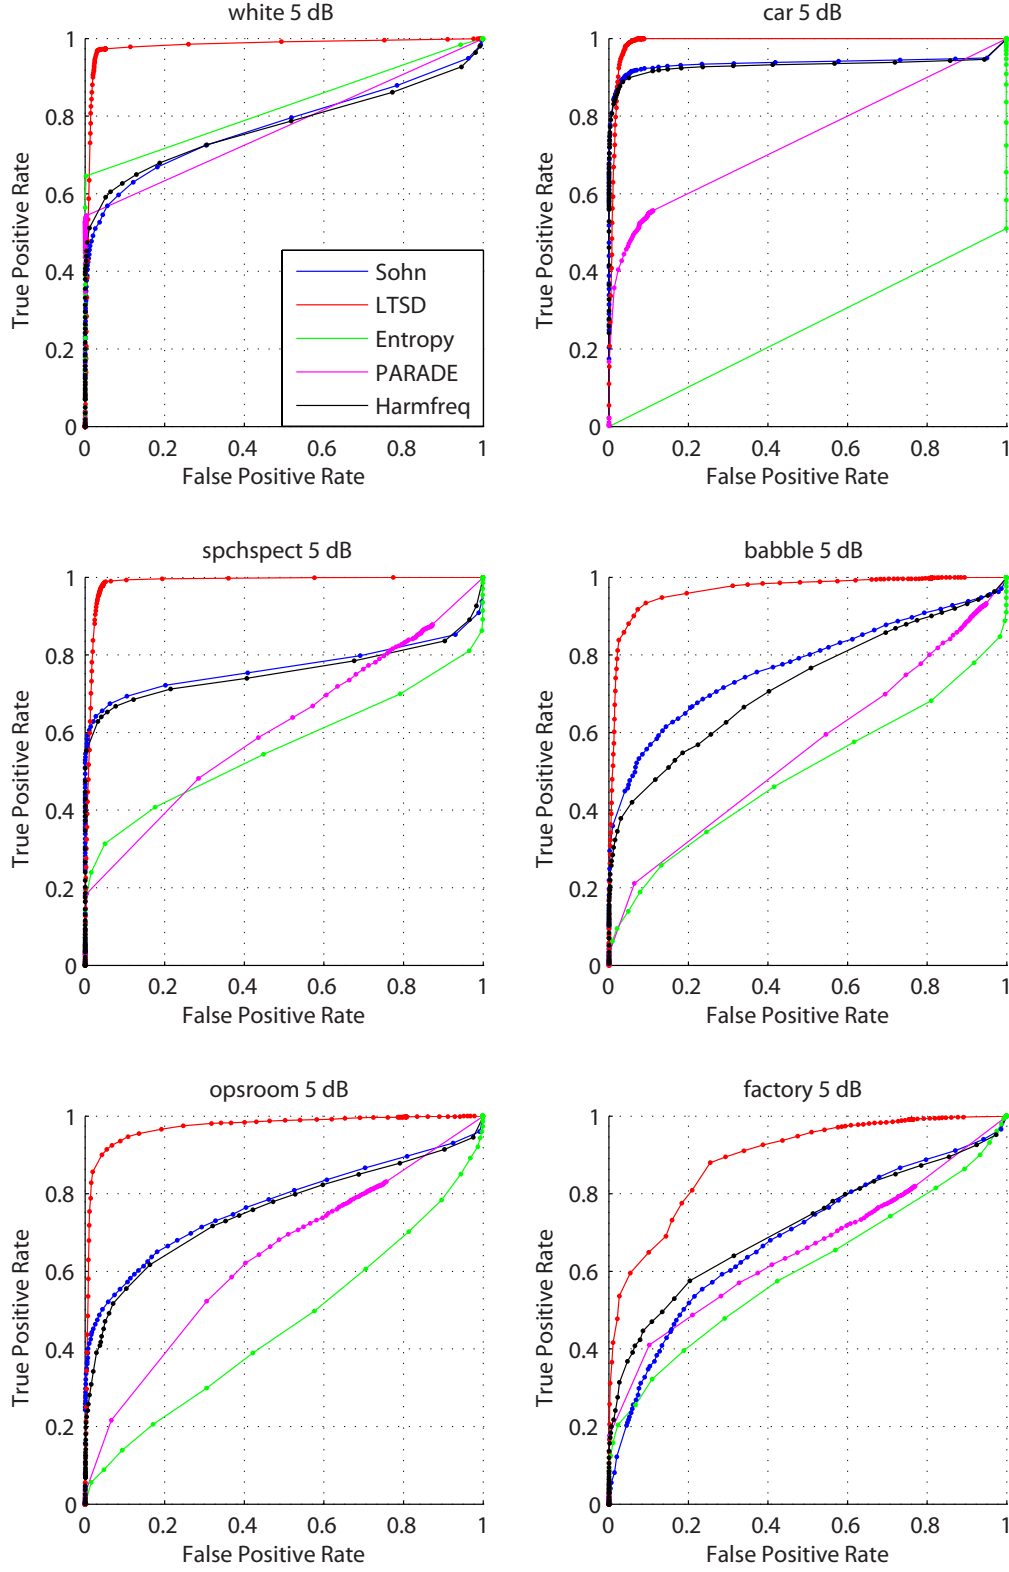 white 5 dB
True Positive Rate
1
0.8
0.6
0.4
0.2
0
0 0.2 0.4 0.6 0.8 1
False Positive Rate
Sohn
LTSD
Entropy
PARADE
Harmfreq
car 5 dB
True Positive Rate
1
0.8
0.6
0.4
0.2
0
0 0.2 0.4 0.6 0.8 1
False Positive Rate
spchspect 5 dB
True Positive Rate
1
0.8
0.6
0.4
0.2
0
0 0.2 0.4 0.6 0.8 1
False Positive Rate
babble 5 dB
True Positive Rate
1
0.8
0.6
0.4
0.2
0
0 0.2 0.4 0.6 0.8 1
False Positive Rate
opsroom 5 dB
True Positive Rate
1
0.8
0.6
0.4
0.2
0
0 0.2 0.4 0.6 0.8 1
False Positive Rate
factory 5 dB
True Positive Rate
1
0.8
0.6
0.4
0.2
0
0 0.2 0.4 0.6 0.8 1
False Positive Rate